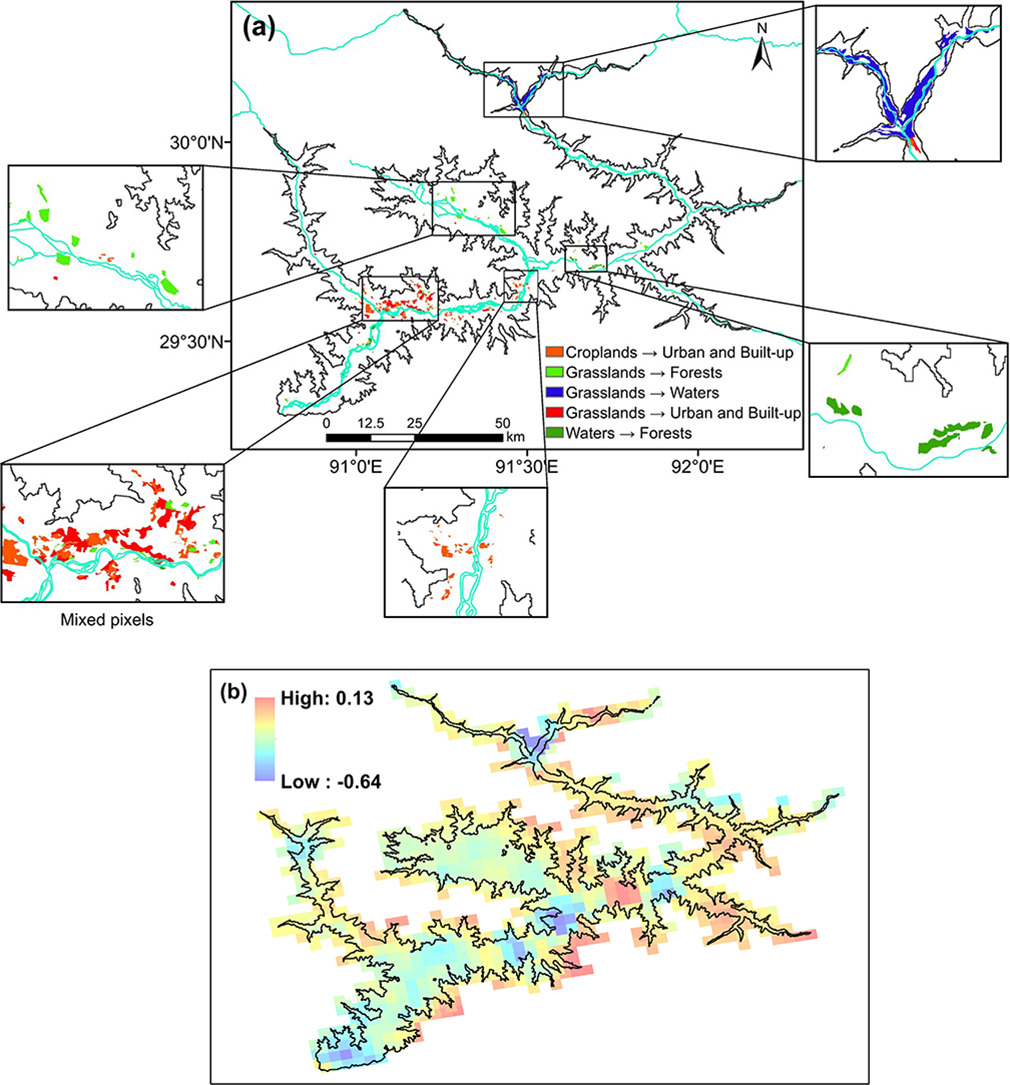 (a)
N
30°0'N
29°30'N
Croplands → Urban and Built-up
Grasslands → Forests
Grasslands → Waters
Grasslands → Urban and Built-up
Waters → Forests
0 12.5 25 50
km
91°0'E 91°30'E 92°0'E
Mixed pixels
(b)
High: 0.13
Low : -0.64